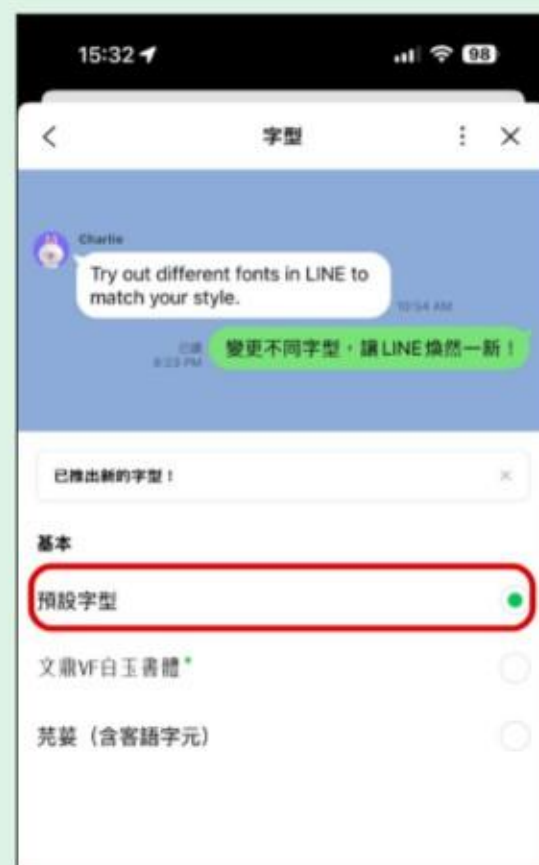 15:32
98
字型
Charlie
Try out different fonts in LINE to
match your style.
10:54 AM
已讀
8:23 PM
變更不同字型，讓LINE煥然一新！
已推出新的字型！
基本
預設字型
文鼎VF白玉書體
芫荽（含客語字元）